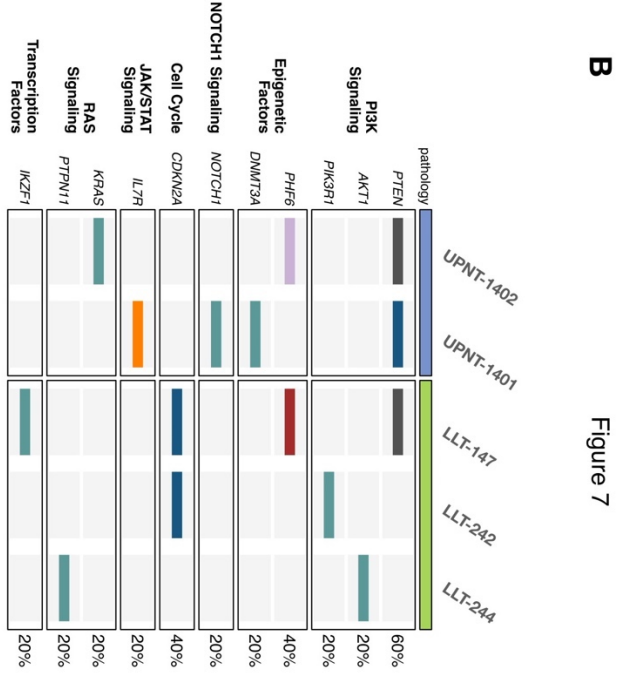 Figure 7
B
UPNT-1402
UPNT-1401
LLT-147
LLT-242
LLT-244
pathology
PI3K
Signaling
PTEN
60%
AKT1
20%
PIK3R1
20%
Epigenetic
Factors
PHF6
40%
DNMT3A
20%
NOTCH1 Signaling
NOTCH1
20%
Cell Cycle
CDKN2A
40%
JAK/STAT
Signaling
IL7R
20%
RAS
Signaling
KRAS
20%
PTPN11
20%
Transcription
Factors
IKZF1
20%